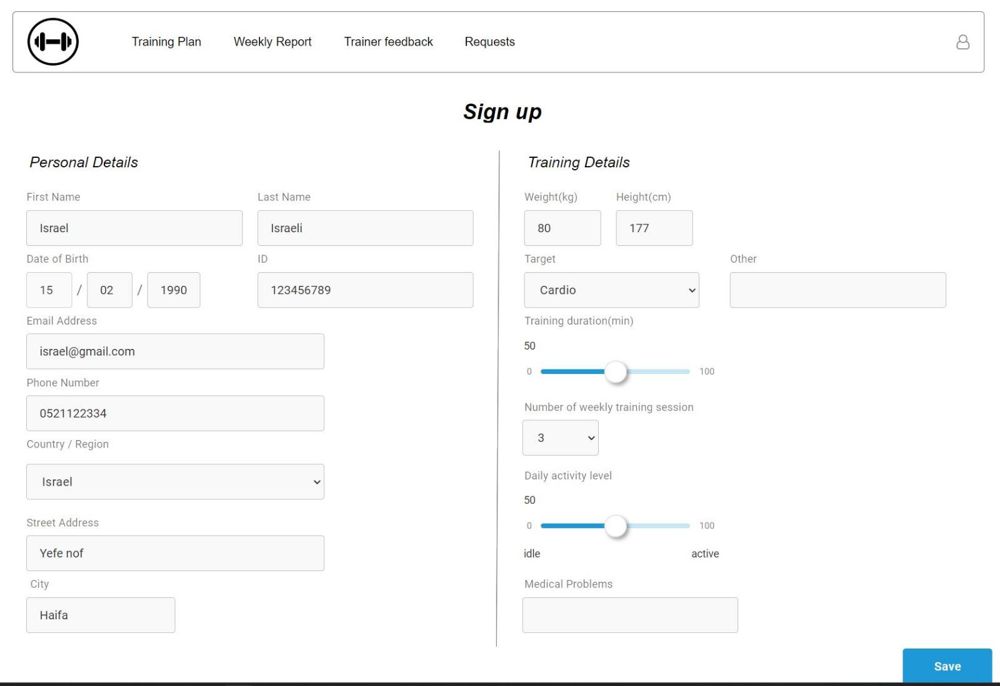 Training Plan Weekly Report Trainer feedback Requests
Sign up
Personal Details
First Name Last Name
Israel Israeli
Date of Birth ID
15 / 02 / 1990 123456789
Email Address
israel@gmail.com
Phone Number
0521122334
Country / Region
Israel
Street Address
Yefe nof
City
Haifa
Training Details
Weight(kg) Height(cm)
80 177
Target Other
Cardio
Training duration(min)
50
0 100
Number of weekly training session
3
Daily activity level
50
0 100
idle active
Medical Problems
Save